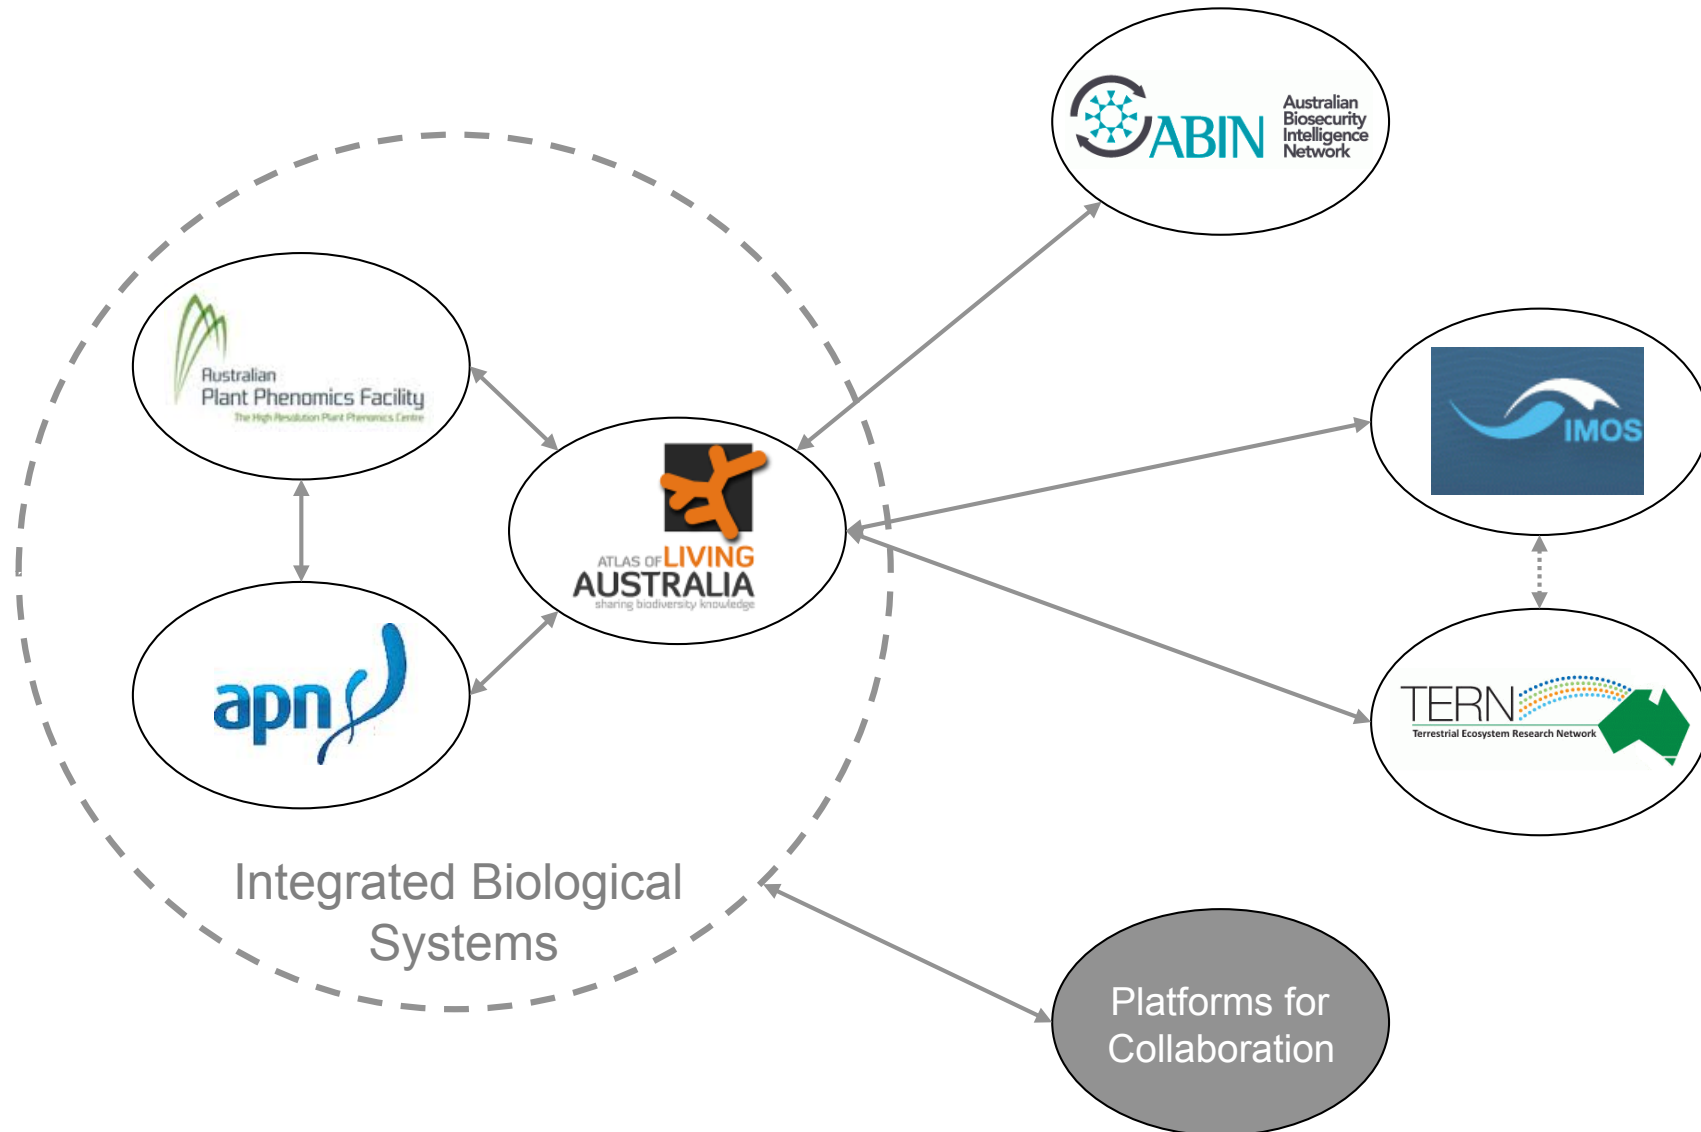 ABIN
Australian
Biosecurity
Intelligence
Network
Australian
Plant Phenomics Facility
The High Resolution Plant Phenomics Centre
IMOS
ATLAS OF LIVING
AUSTRALIA
sharing biodiversity knowledge
apn
TERN
Terrestrial Ecosystem Research Network
Integrated Biological
Systems
Platforms for
Collaboration